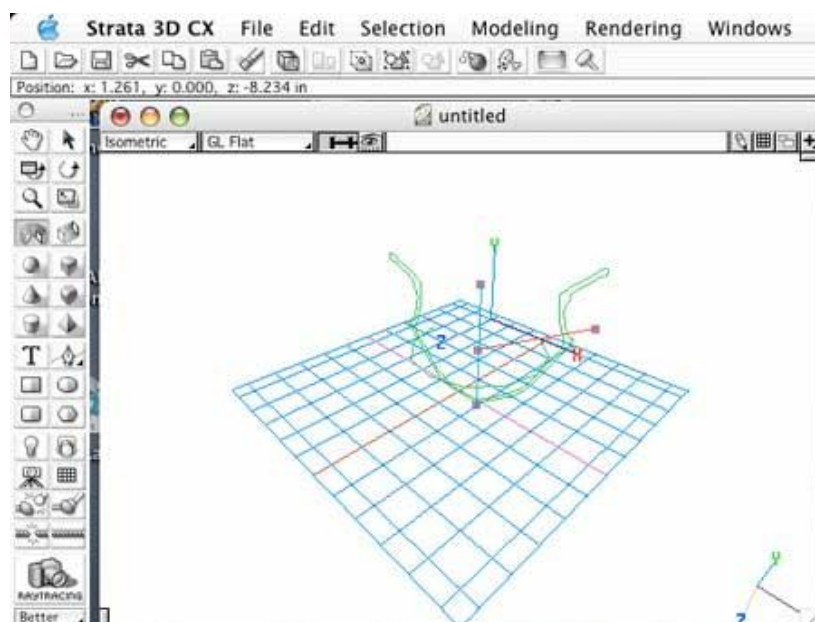 Strata 3D CX File Edit Selection Modeling Rendering Windows
Position: x: 1.261, y: 0.000, z: -8.234 in
untitled
Isometric GL Flat
Y
Z
X
T
RAYTRACING
Better
Y
Z